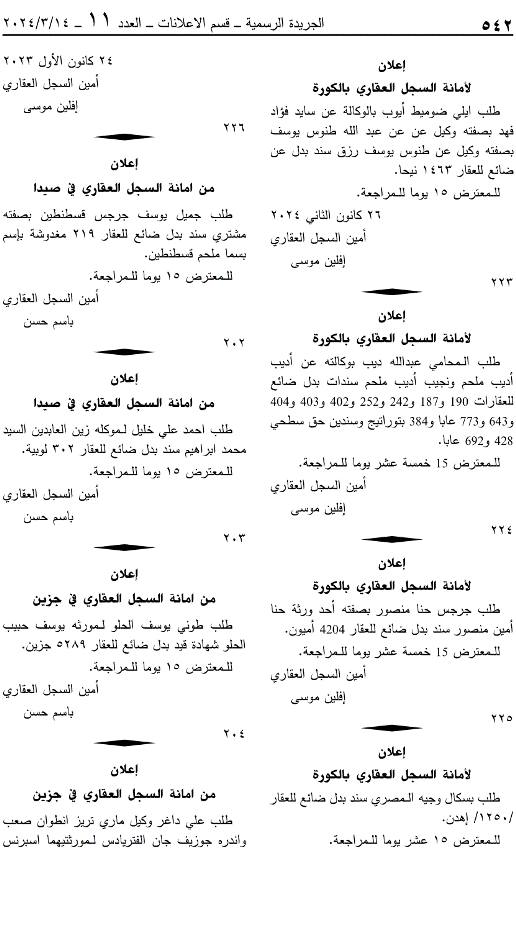 ٥٤٢
الجريدة الرسمية – قسم الاعلانات – العدد ١١ – ٢٠٢٤/٣/١٤
إعلان
لأمانة السجل العقاري بالكورة
طلب ايلي ضوميط أيوب بالوكالة عن سايد فؤاد
فهد بصفته وكيل عن عن عبد الله طنوس يوسف
بصفته وكيل عن طنوس يوسف رزق سند بدل عن
ضائع للعقار ١٤٦٣ نيحا.
للمعترض ١٥ يوما للمراجعة.
٢٦ كانون الثاني ٢٠٢٤
أمين السجل العقاري
إفلين موسى
٢٢٣
إعلان
لأمانة السجل العقاري بالكورة
طلب المحامي عبدالله ديب بوكالته عن أديب
أديب ملحم ونجيب أديب ملحم سندات بدل ضائع
للعقارات 190 و187 و242 و252 و402 و403 و404
و643 و773 عابا و384 بتوراتيج وسندين حق سطحي
428 و692 عابا.
للمعترض 15 خمسة عشر يوما للمراجعة.
أمين السجل العقاري
إفلين موسى
٢٢٤
إعلان
لأمانة السجل العقاري بالكورة
طلب جرجس حنا منصور بصفته أحد ورثة حنا
أمين منصور سند بدل ضائع للعقار 4204 أميون.
للمعترض 15 خمسة عشر يوما للمراجعة.
أمين السجل العقاري
إفلين موسى
٢٢٥
إعلان
لأمانة السجل العقاري بالكورة
طلب بسكال وجيه المصري سند بدل ضائع للعقار
/١٢٥٠/ إهدن.
للمعترض ١٥ عشر يوما للمراجعة.
٢٤ كانون الأول ٢٠٢٣
أمين السجل العقاري
إفلين موسى
٢٢٦
إعلان
من امانة السجل العقاري في صيدا
طلب جميل يوسف جرجس قسطنطين بصفته
مشتري سند بدل ضائع للعقار ٢١٩ مغدوشة بإسم
بسما ملحم قسطنطين.
للمعترض ١٥ يوما للمراجعة.
أمين السجل العقاري
باسم حسن
٢٠٢
إعلان
من امانة السجل العقاري في صيدا
طلب احمد علي خليل لموكله زين العابدين السيد
محمد ابراهيم سند بدل ضائع للعقار ٣٠٢ لوبية.
للمعترض ١٥ يوما للمراجعة.
أمين السجل العقاري
باسم حسن
٢٠٣
إعلان
من امانة السجل العقاري في جزين
طلب طوني يوسف الحلو لمورثه يوسف حبيب
الحلو شهادة قيد بدل ضائع للعقار ٥٢٨٩ جزين.
للمعترض ١٥ يوما للمراجعة.
أمين السجل العقاري
باسم حسن
٢٠٤
إعلان
من امانة السجل العقاري في جزين
طلب علي داغر وكيل ماري تريز انطوان صعب
واندره جوزيف جان الفتريادس لمورثتيهما اسبرنس